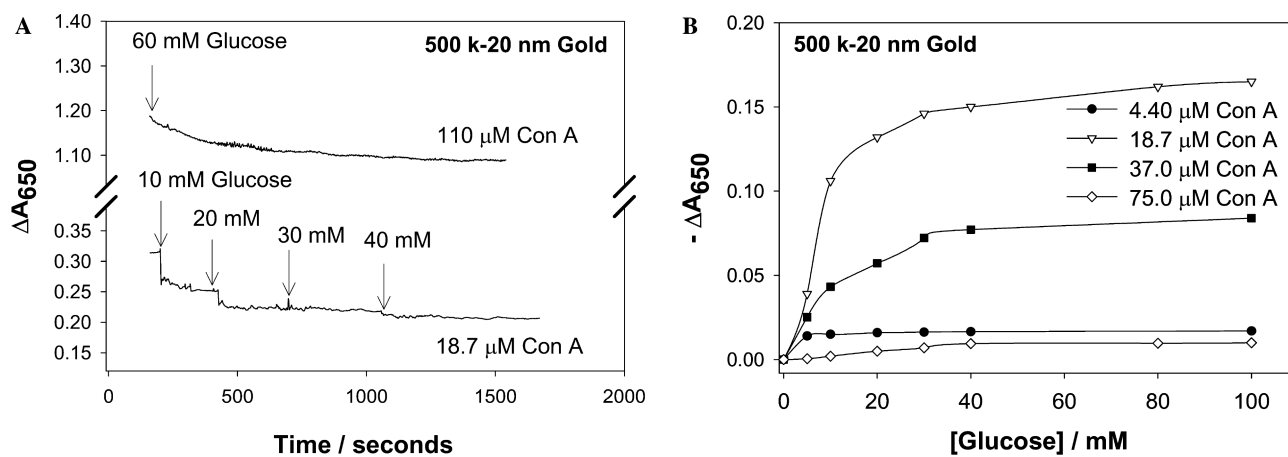 A
1.40
1.30
1.20
1.10
0.35
0.30
0.25
0.20
0.15
ΔA650
60 mM Glucose
500 k-20 nm Gold
110 μM Con A
10 mM Glucose
20 mM
30 mM
40 mM
18.7 μM Con A
0
500
1000
1500
2000
Time / seconds
B
0.20
0.15
0.10
0.05
0.00
- ΔA650
500 k-20 nm Gold
4.40 μM Con A
18.7 μM Con A
37.0 μM Con A
75.0 μM Con A
0
20
40
60
80
100
[Glucose] / mM